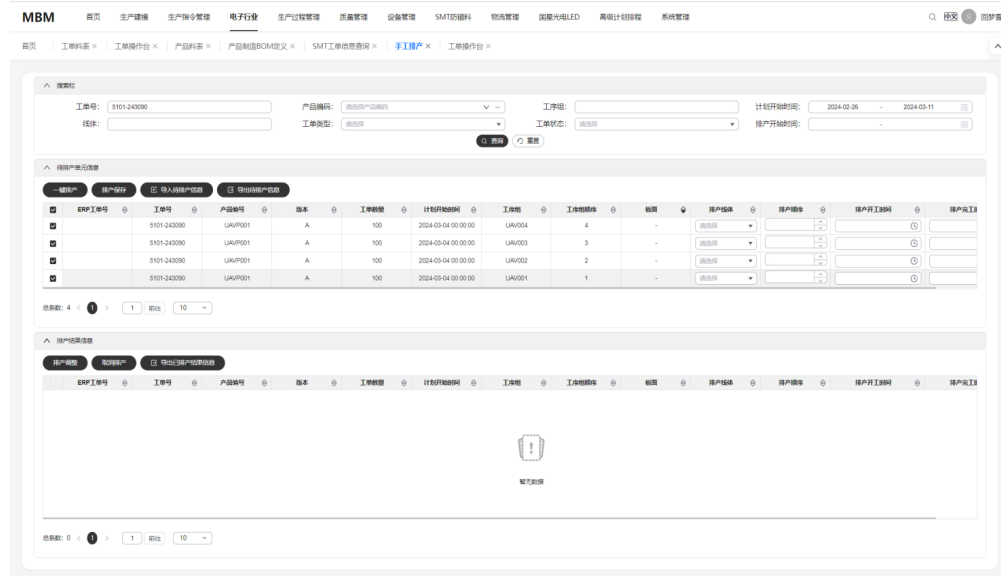 MBM 首页 生产建模 生产指令管理 电子行业 生产过程管理 质量管理 设备管理 SMT防错料 物流管理 国星光电LED 高级计划排程 系统管理 中文 R 回梦雪
首页 工单料表 × 工单操作台 × 产品料表 × 产品制造BOM定义 × SMT工单信息查询 × 手工排产 × 工单操作台 ×
搜索栏
工单号: 5101-243090 产品编码: 请选择产品编码 工序组: 计划开始时间: 2024-02-26 - 2024-03-11
线体: 工单类型: 请选择 工单状态: 请选择 排产开始时间: -
查询 重置
待排产单元信息
一键排产 排产保存 导入待排产信息 导出待排产信息
ERP工单号 工单号 产品编号 版本 工单数量 计划开始时间 工序组 工序组顺序 板面 排产线体 排产顺序 排产开工时间 排产完工时
5101-243090 UAVP001 A 100 2024-03-04 00:00:00 UAV004 4 - 请选择
5101-243090 UAVP001 A 100 2024-03-04 00:00:00 UAV003 3 - 请选择
5101-243090 UAVP001 A 100 2024-03-04 00:00:00 UAV002 2 - 请选择
5101-243090 UAVP001 A 100 2024-03-04 00:00:00 UAV001 1 - 请选择
总条数: 4 < 1 > 1 前往 10
排产结果信息
排产调整 取消排产 导出已排产结果信息
ERP工单号 工单号 产品编号 版本 工单数量 计划开始时间 工序组 工序组顺序 板面 排产线体 排产顺序 排产开工时间 排产完工时
暂无数据
总条数: 0 < 1 > 1 前往 10